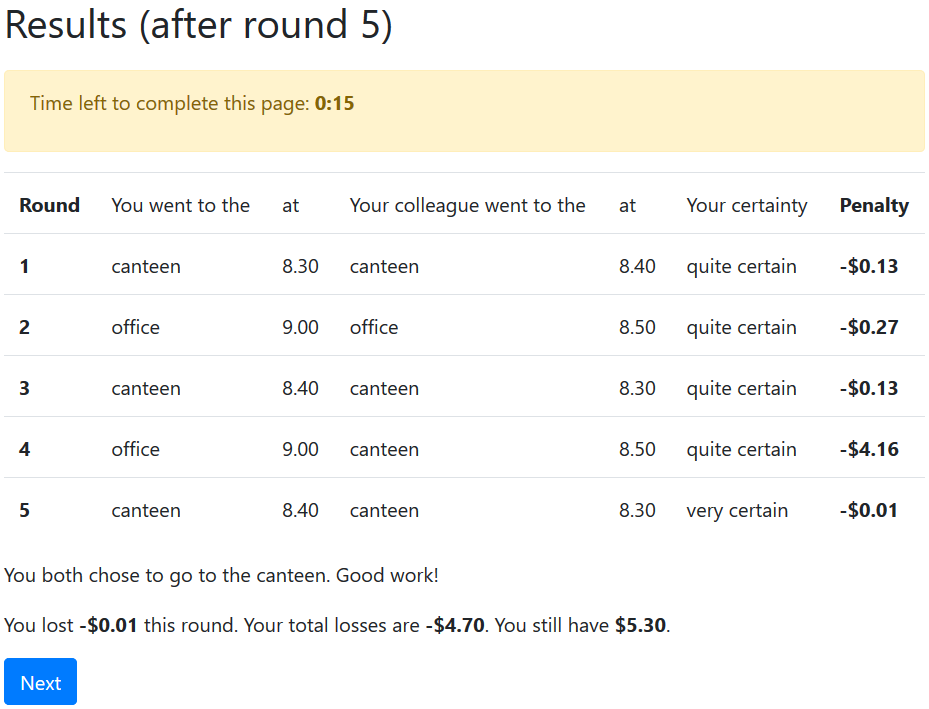 Results (after round 5)
Time left to complete this page: 0:15
Round You went to the at Your colleague went to the at Your certainty Penalty
1 canteen 8.30 canteen 8.40 quite certain -$0.13
2 office 9.00 office 8.50 quite certain -$0.27
3 canteen 8.40 canteen 8.30 quite certain -$0.13
4 office 9.00 canteen 8.50 quite certain -$4.16
5 canteen 8.40 canteen 8.30 very certain -$0.01
You both chose to go to the canteen. Good work!
You lost -$0.01 this round. Your total losses are -$4.70. You still have $5.30.
Next